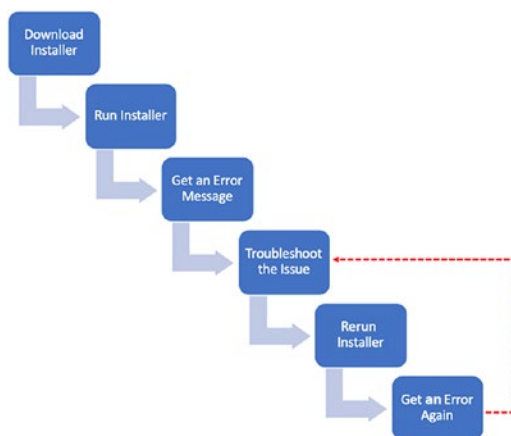 Download
Installer
Run Installer
Get an Error
Message
Troubleshoot
the Issue
Rerun
Installer
Get an Error
Again